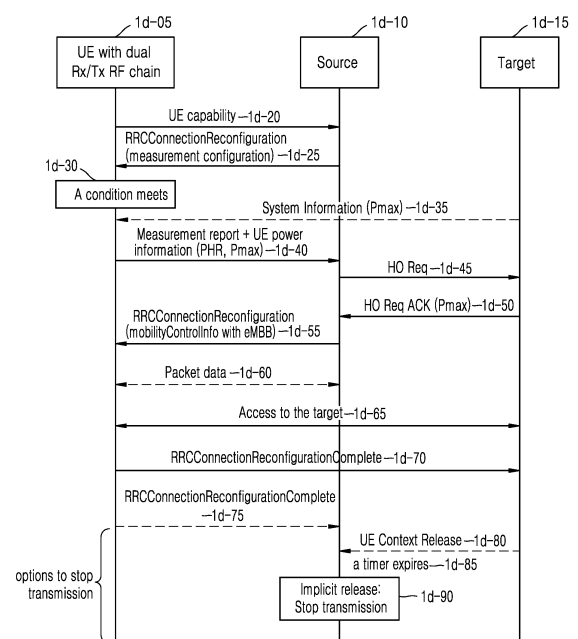 1d-05
1d-10
1d-15
UE with dual
Rx/Tx RF chain
Source
Target
UE capability 1d-20
RRCConnectionReconfiguration
(measurement configuration) 1d-25
1d-30
A condition meets
System Information (Pmax) 1d-35
Measurement report + UE power
information (PHR, Pmax) 1d-40
HO Req 1d-45
HO Req ACK (Pmax) 1d-50
RRCConnectionReconfiguration
(mobilityControlInfo with eMBB) 1d-55
Packet data 1d-60
Access to the target 1d-65
RRCConnectionReconfigurationComplete 1d-70
RRCConnectionReconfigurationComplete
1d-75
UE Context Release 1d-80
a timer expires 1d-85
options to stop
transmission
Implicit release:
Stop transmission
1d-90